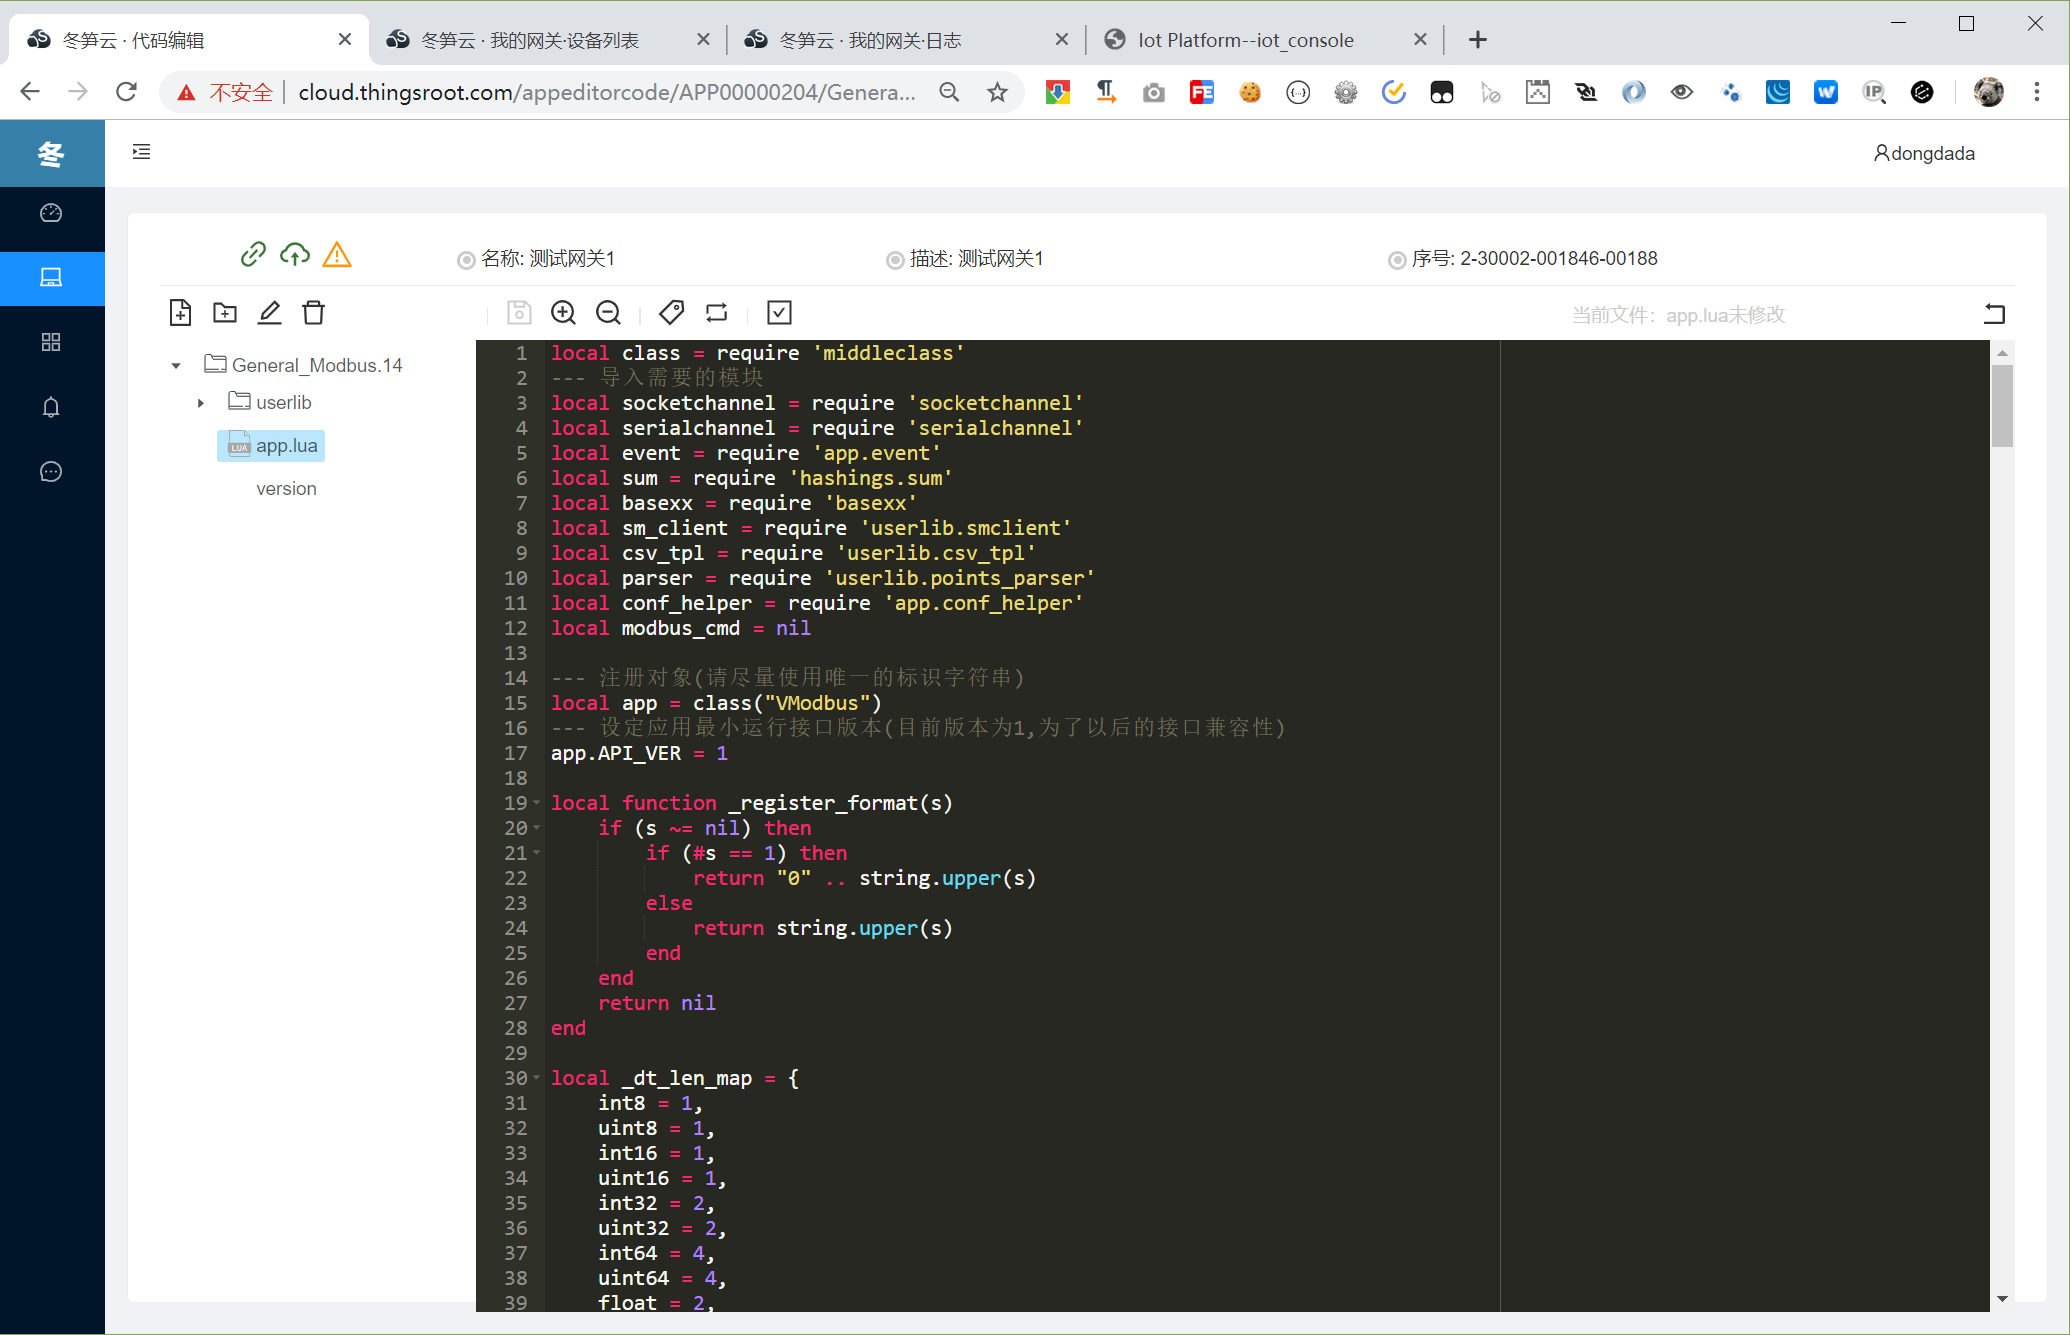 冬笋云 · 代码编辑
冬笋云 · 我的网关·设备列表
冬笋云 · 我的网关·日志
Iot Platform--iot_console
不安全
cloud.thingsroot.com/appeditorcode/APP00000204/Genera...
FE
W
IP
冬
dongdada
名称: 测试网关1
描述: 测试网关1
序号: 2-30002-001846-00188
当前文件: app.lua未修改
General_Modbus.14
userlib
LUA
app.lua
version
1 local class = require 'middleclass'
2 --- 导入需要的模块
3 local socketchannel = require 'socketchannel'
4 local serialchannel = require 'serialchannel'
5 local event = require 'app.event'
6 local sum = require 'hashings.sum'
7 local basexx = require 'basexx'
8 local sm_client = require 'userlib.smclient'
9 local csv_tpl = require 'userlib.csv_tpl'
10 local parser = require 'userlib.points_parser'
11 local conf_helper = require 'app.conf_helper'
12 local modbus_cmd = nil
13
14 --- 注册对象(请尽量使用唯一的标识字符串)
15 local app = class("VModbus")
16 --- 设定应用最小运行接口版本(目前版本为1,为了以后的接口兼容性)
17 app.API_VER = 1
18
19 local function _register_format(s)
20 if (s ~= nil) then
21 if (#s == 1) then
22 return "0" .. string.upper(s)
23 else
24 return string.upper(s)
25 end
26 end
27 return nil
28 end
29
30 local _dt_len_map = {
31 int8 = 1,
32 uint8 = 1,
33 int16 = 1,
34 uint16 = 1,
35 int32 = 2,
36 uint32 = 2,
37 int64 = 4,
38 uint64 = 4,
39 float = 2,